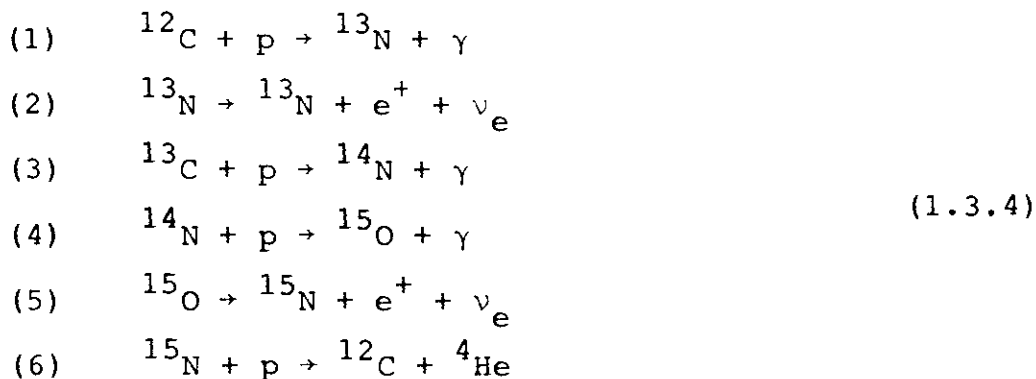 (1) ¹²C + p → ¹³N + γ
(2) ¹³N → ¹³N + e⁺ + νₑ
(3) ¹³C + p → ¹⁴N + γ
(1.3.4)
(4) ¹⁴N + p → ¹⁵O + γ
(5) ¹⁵O → ¹⁵N + e⁺ + νₑ
(6) ¹⁵N + p → ¹²C + ⁴He